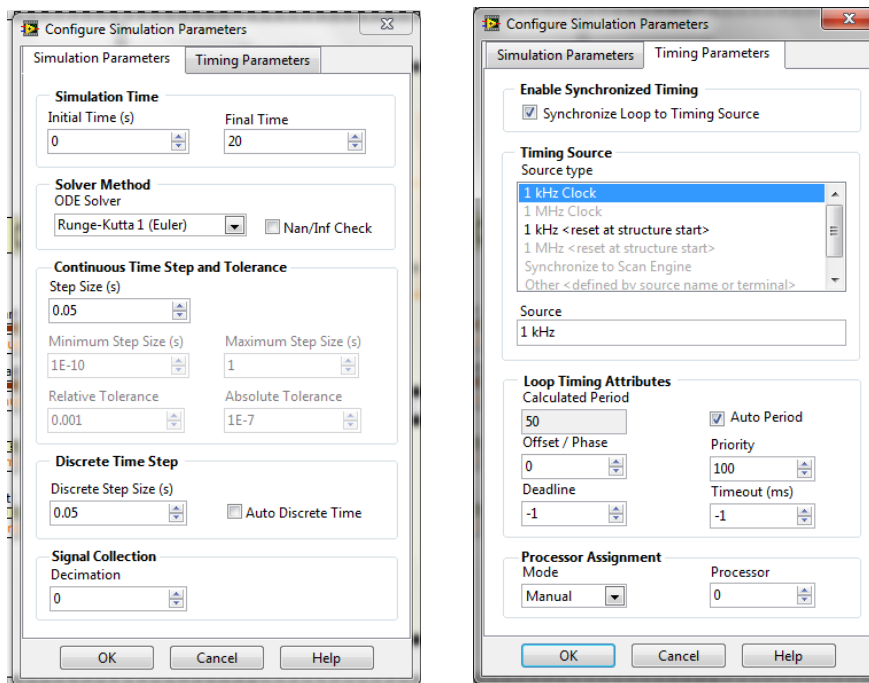 Configure Simulation Parameters
Simulation Parameters Timing Parameters
Simulation Time
Initial Time (s) Final Time
0 20
Solver Method
ODE Solver
Runge-Kutta 1 (Euler) Nan/Inf Check
Continuous Time Step and Tolerance
Step Size (s)
0.05
Minimum Step Size (s) Maximum Step Size (s)
1E-10 1
Relative Tolerance Absolute Tolerance
0.001 1E-7
Discrete Time Step
Discrete Step Size (s)
0.05 Auto Discrete Time
Signal Collection
Decimation
0
OK Cancel Help
Configure Simulation Parameters
Simulation Parameters Timing Parameters
Enable Synchronized Timing
Synchronize Loop to Timing Source
Timing Source
Source type
1 kHz Clock
1 MHz Clock
1 kHz <reset at structure start>
1 MHz <reset at structure start>
Synchronize to Scan Engine
Other <defined by source name or terminal>
Source
1 kHz
Loop Timing Attributes
Calculated Period
50 Auto Period
Offset / Phase Priority
0 100
Deadline Timeout (ms)
-1 -1
Processor Assignment
Mode Processor
Manual 0
OK Cancel Help